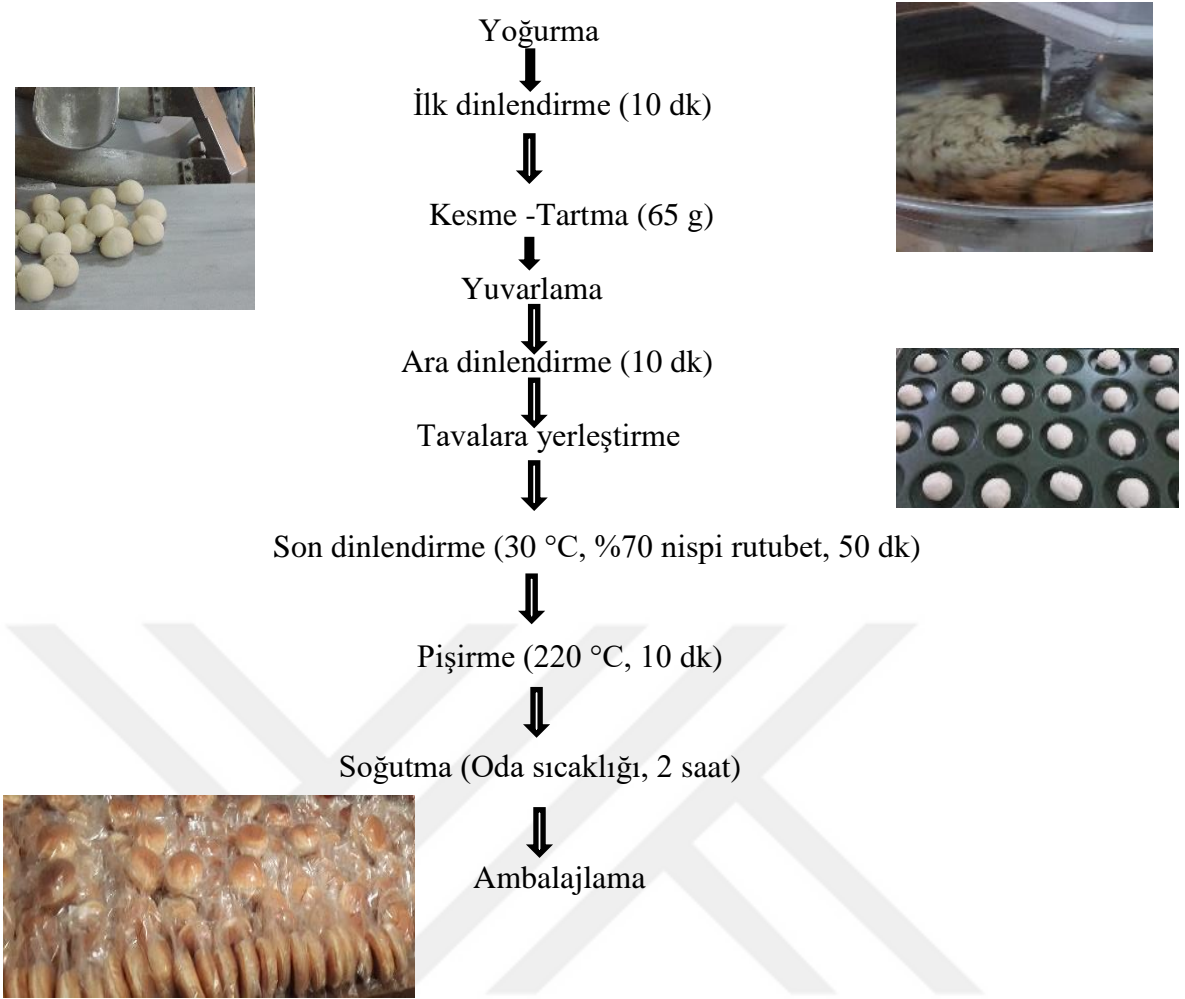 Yoğurma
İlk dinlendirme (10 dk)
Kesme -Tartma (65 g)
Yuvarlama
Ara dinlendirme (10 dk)
Tavalara yerleştirme
Son dinlendirme (30 °C, %70 nispi rutubet, 50 dk)
Pişirme (220 °C, 10 dk)
Soğutma (Oda sıcaklığı, 2 saat)
Ambalajlama